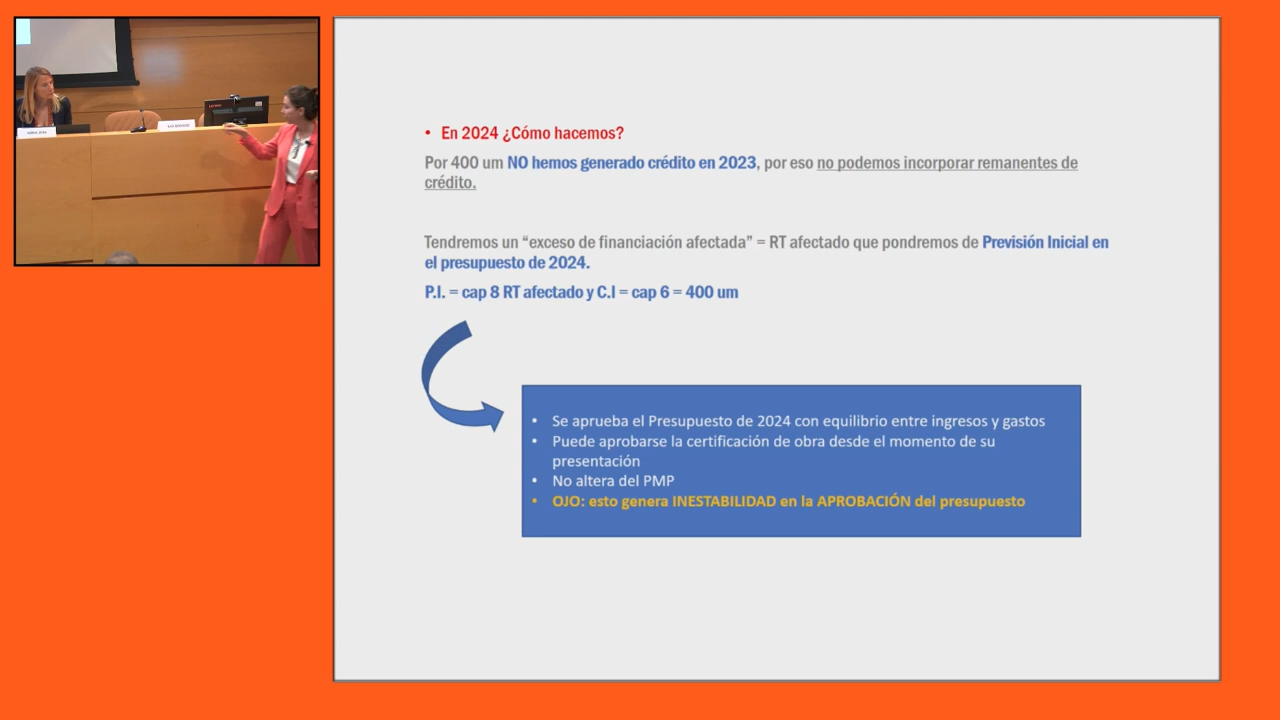 • En 2024 ¿Cómo hacemos?
Por 400 um NO hemos generado crédito en 2023, por eso no podemos incorporar remanentes de
crédito.
Tendremos un “exceso de financiación afectada” = RT afectado que pondremos de Previsión Inicial en
el presupuesto de 2024.
P.I. = cap 8 RT afectado y C.I = cap 6 = 400 um
• Se aprueba el Presupuesto de 2024 con equilibrio entre ingresos y gastos
• Puede aprobarse la certificación de obra desde el momento de su
presentación
• No altera del PMP
• OJO: esto genera INESTABILIDAD en la APROBACIÓN del presupuesto